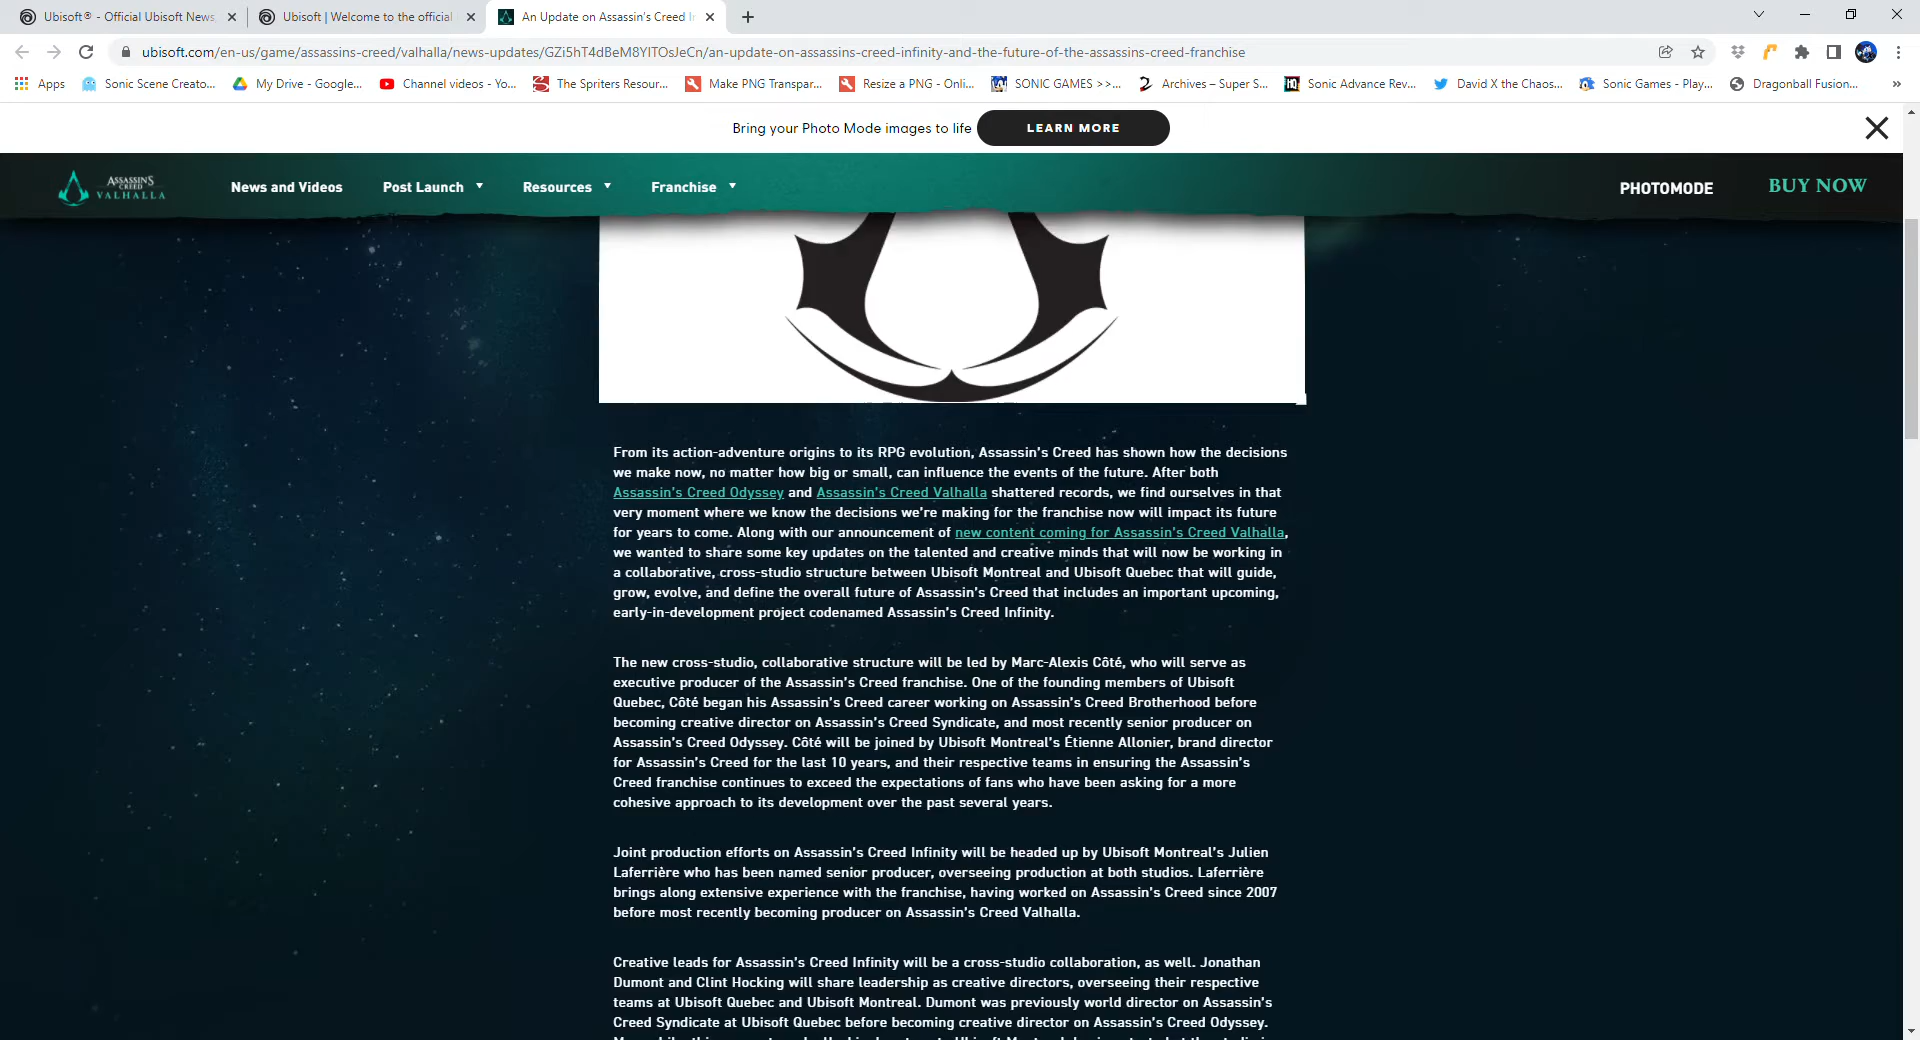 Ubisoft® - Official Ubisoft News
Ubisoft | Welcome to the official
An Update on Assassin's Creed In
ubisoft.com/en-us/game/assassins-creed/valhalla/news-updates/GZi5hT4dBeM8YlTOsJeCn/an-update-on-assassins-creed-infinity-and-the-future-of-the-assassins-creed-franchise
Apps Sonic Scene Creato... My Drive - Google... Channel videos - Yo... The Spriters Resour... Make PNG Transpar... Resize a PNG - Onli... SONIC GAMES >>... Archives – Super S... Sonic Advance Rev... David X the Chaos... Sonic Games - Play... Dragonball Fusion... »
Bring your Photo Mode images to life LEARN MORE
ASSASSIN'S CREED VALHALLA
News and Videos Post Launch Resources Franchise PHOTOMODE BUY NOW
From its action-adventure origins to its RPG evolution, Assassin's Creed has shown how the decisions
we make now, no matter how big or small, can influence the events of the future. After both
Assassin's Creed Odyssey and Assassin's Creed Valhalla shattered records, we find ourselves in that
very moment where we know the decisions we're making for the franchise now will impact its future
for years to come. Along with our announcement of new content coming for Assassin's Creed Valhalla,
we wanted to share some key updates on the talented and creative minds that will now be working in
a collaborative, cross-studio structure between Ubisoft Montreal and Ubisoft Quebec that will guide,
grow, evolve, and define the overall future of Assassin's Creed that includes an important upcoming,
early-in-development project codenamed Assassin's Creed Infinity.
The new cross-studio, collaborative structure will be led by Marc-Alexis Côté, who will serve as
executive producer of the Assassin's Creed franchise. One of the founding members of Ubisoft
Quebec, Côté began his Assassin's Creed career working on Assassin's Creed Brotherhood before
becoming creative director on Assassin's Creed Syndicate, and most recently senior producer on
Assassin's Creed Odyssey. Côté will be joined by Ubisoft Montreal's Étienne Allonier, brand director
for Assassin's Creed for the last 10 years, and their respective teams in ensuring the Assassin's
Creed franchise continues to exceed the expectations of fans who have been asking for a more
cohesive approach to its development over the past several years.
Joint production efforts on Assassin's Creed Infinity will be headed up by Ubisoft Montreal's Julien
Laferrière who has been named senior producer, overseeing production at both studios. Laferrière
brings along extensive experience with the franchise, having worked on Assassin's Creed since 2007
before most recently becoming producer on Assassin's Creed Valhalla.
Creative leads for Assassin's Creed Infinity will be a cross-studio collaboration, as well. Jonathan
Dumont and Clint Hocking will share leadership as creative directors, overseeing their respective
teams at Ubisoft Quebec and Ubisoft Montreal. Dumont was previously world director on Assassin's
Creed Syndicate at Ubisoft Quebec before becoming creative director on Assassin's Creed Odyssey.